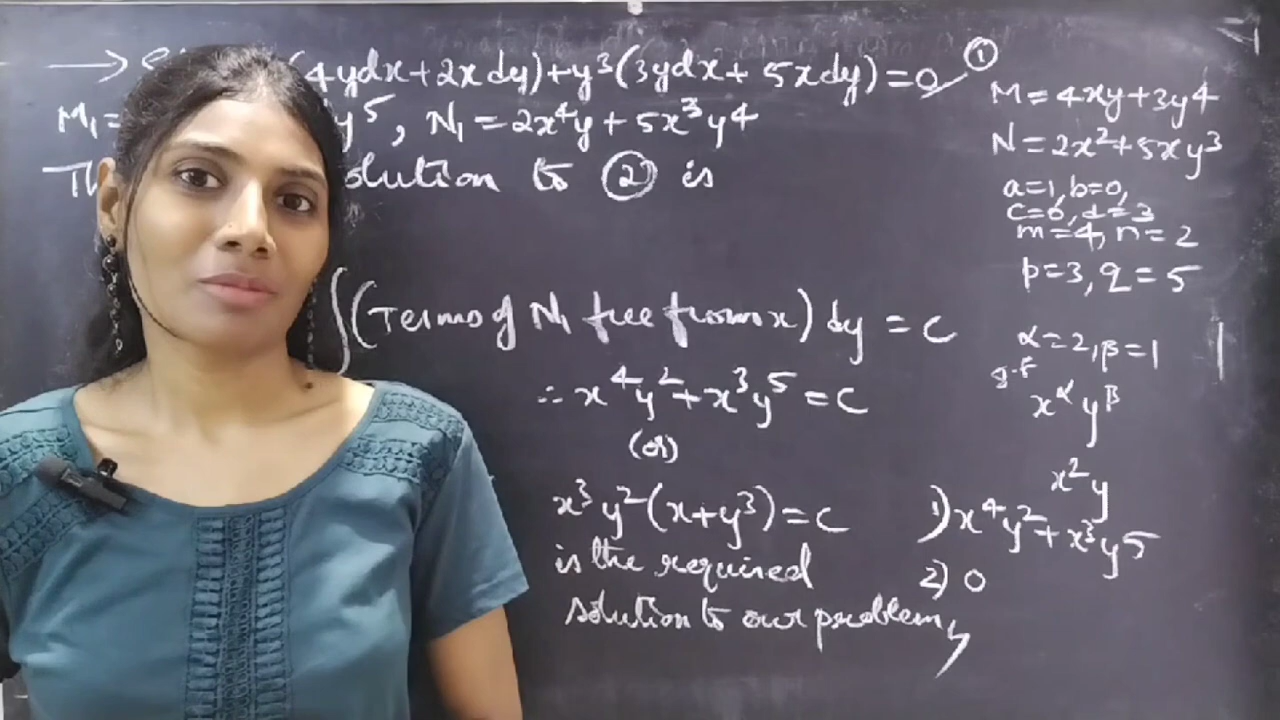 → (4ydx+2xdy)+y³(3ydx+5xdy)=0 ①
M₁= y⁵, N₁=2x⁴y+5x³y⁴
solution to ② is
∫(Terms of N₁ free from x) dy = C
∴ x⁴y²+x³y⁵=C
(or)
x³y²(x+y³)=C
is the required
solution to our problem
M=4xy+3y4
N=2x²+5xy³
a=1, b=0,
c=0, d=3
m=4, n=2
p=3, q=5
α=2, β=1
x^α y^β
x²y
1) x⁴y²+x³y5
2) 0